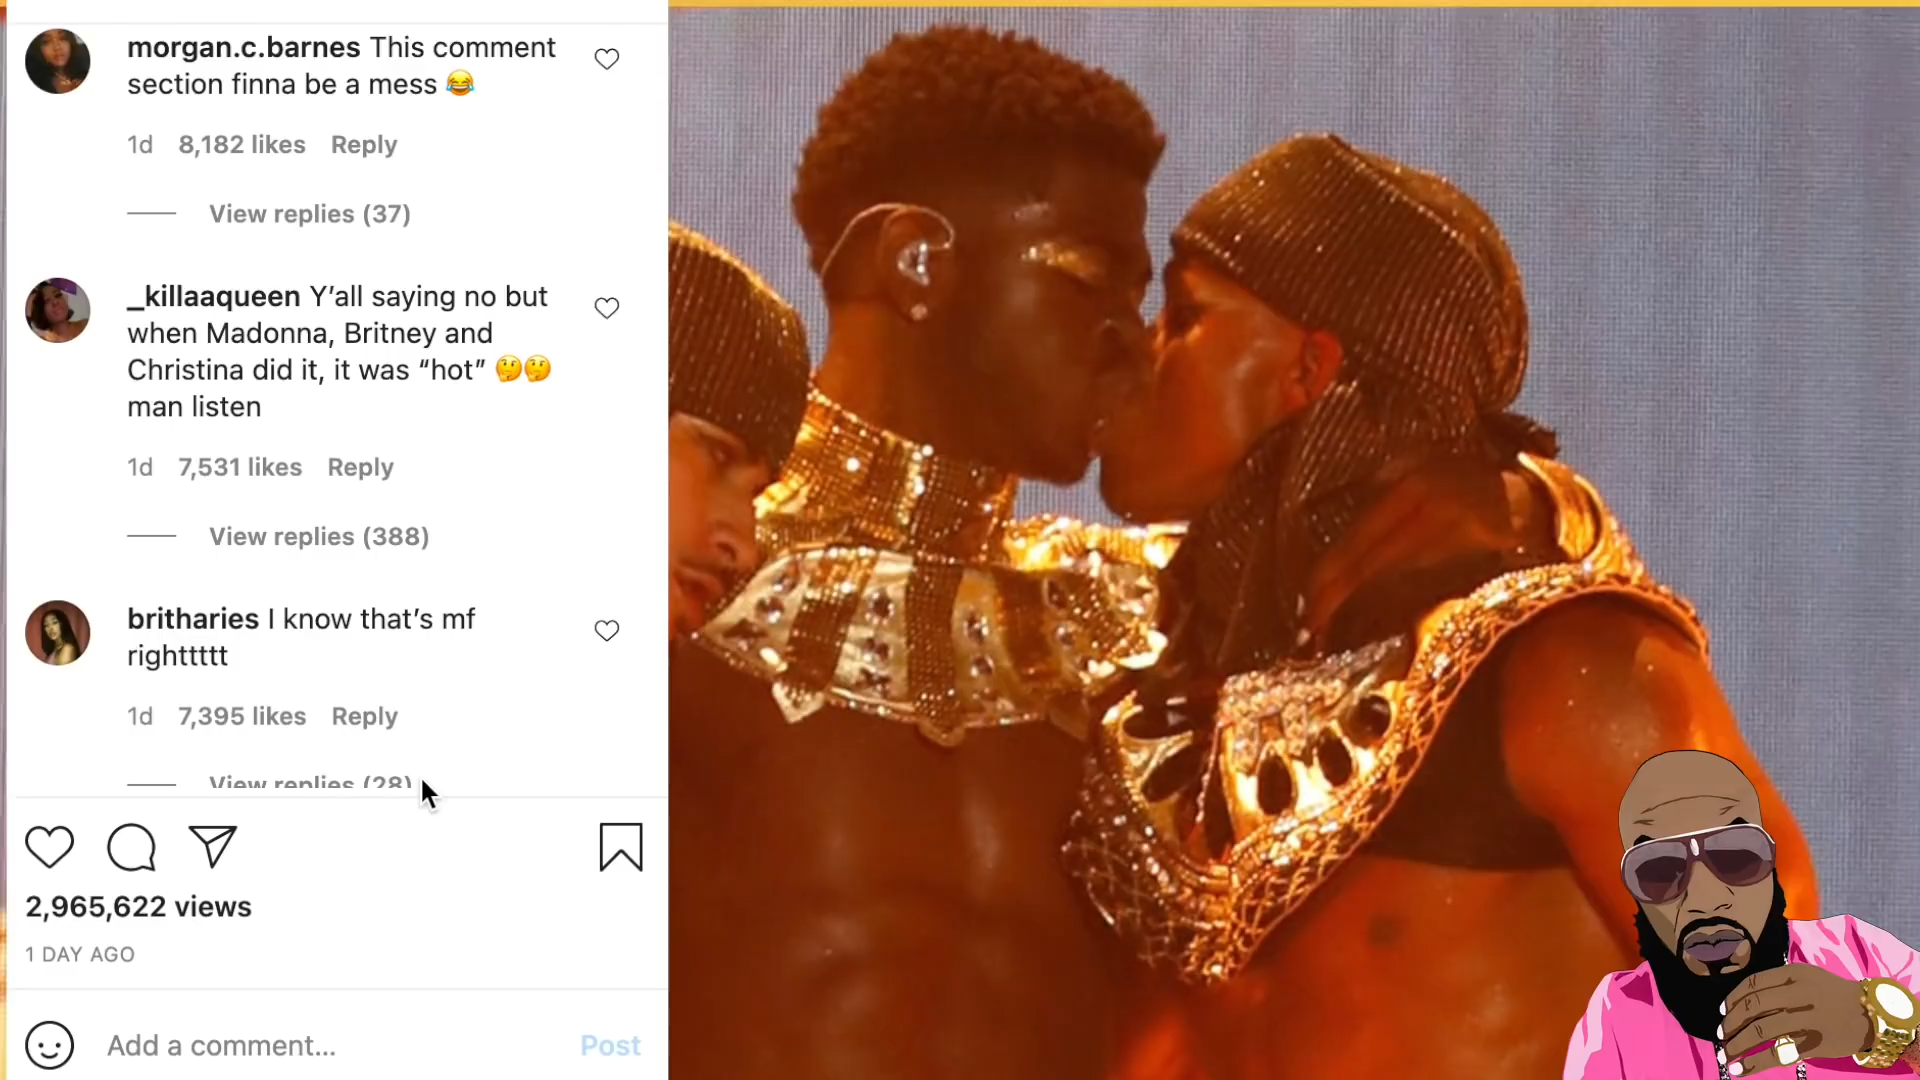 morgan.c.barnes This comment
section finna be a mess 😂
1d 8,182 likes Reply
View replies (37)
_killaaqueen Y’all saying no but
when Madonna, Britney and
Christina did it, it was “hot” 🤔🤔
man listen
1d 7,531 likes Reply
View replies (388)
britharies I know that’s mf
righttttt
1d 7,395 likes Reply
View replies (28)
2,965,622 views
1 DAY AGO
Add a comment... Post